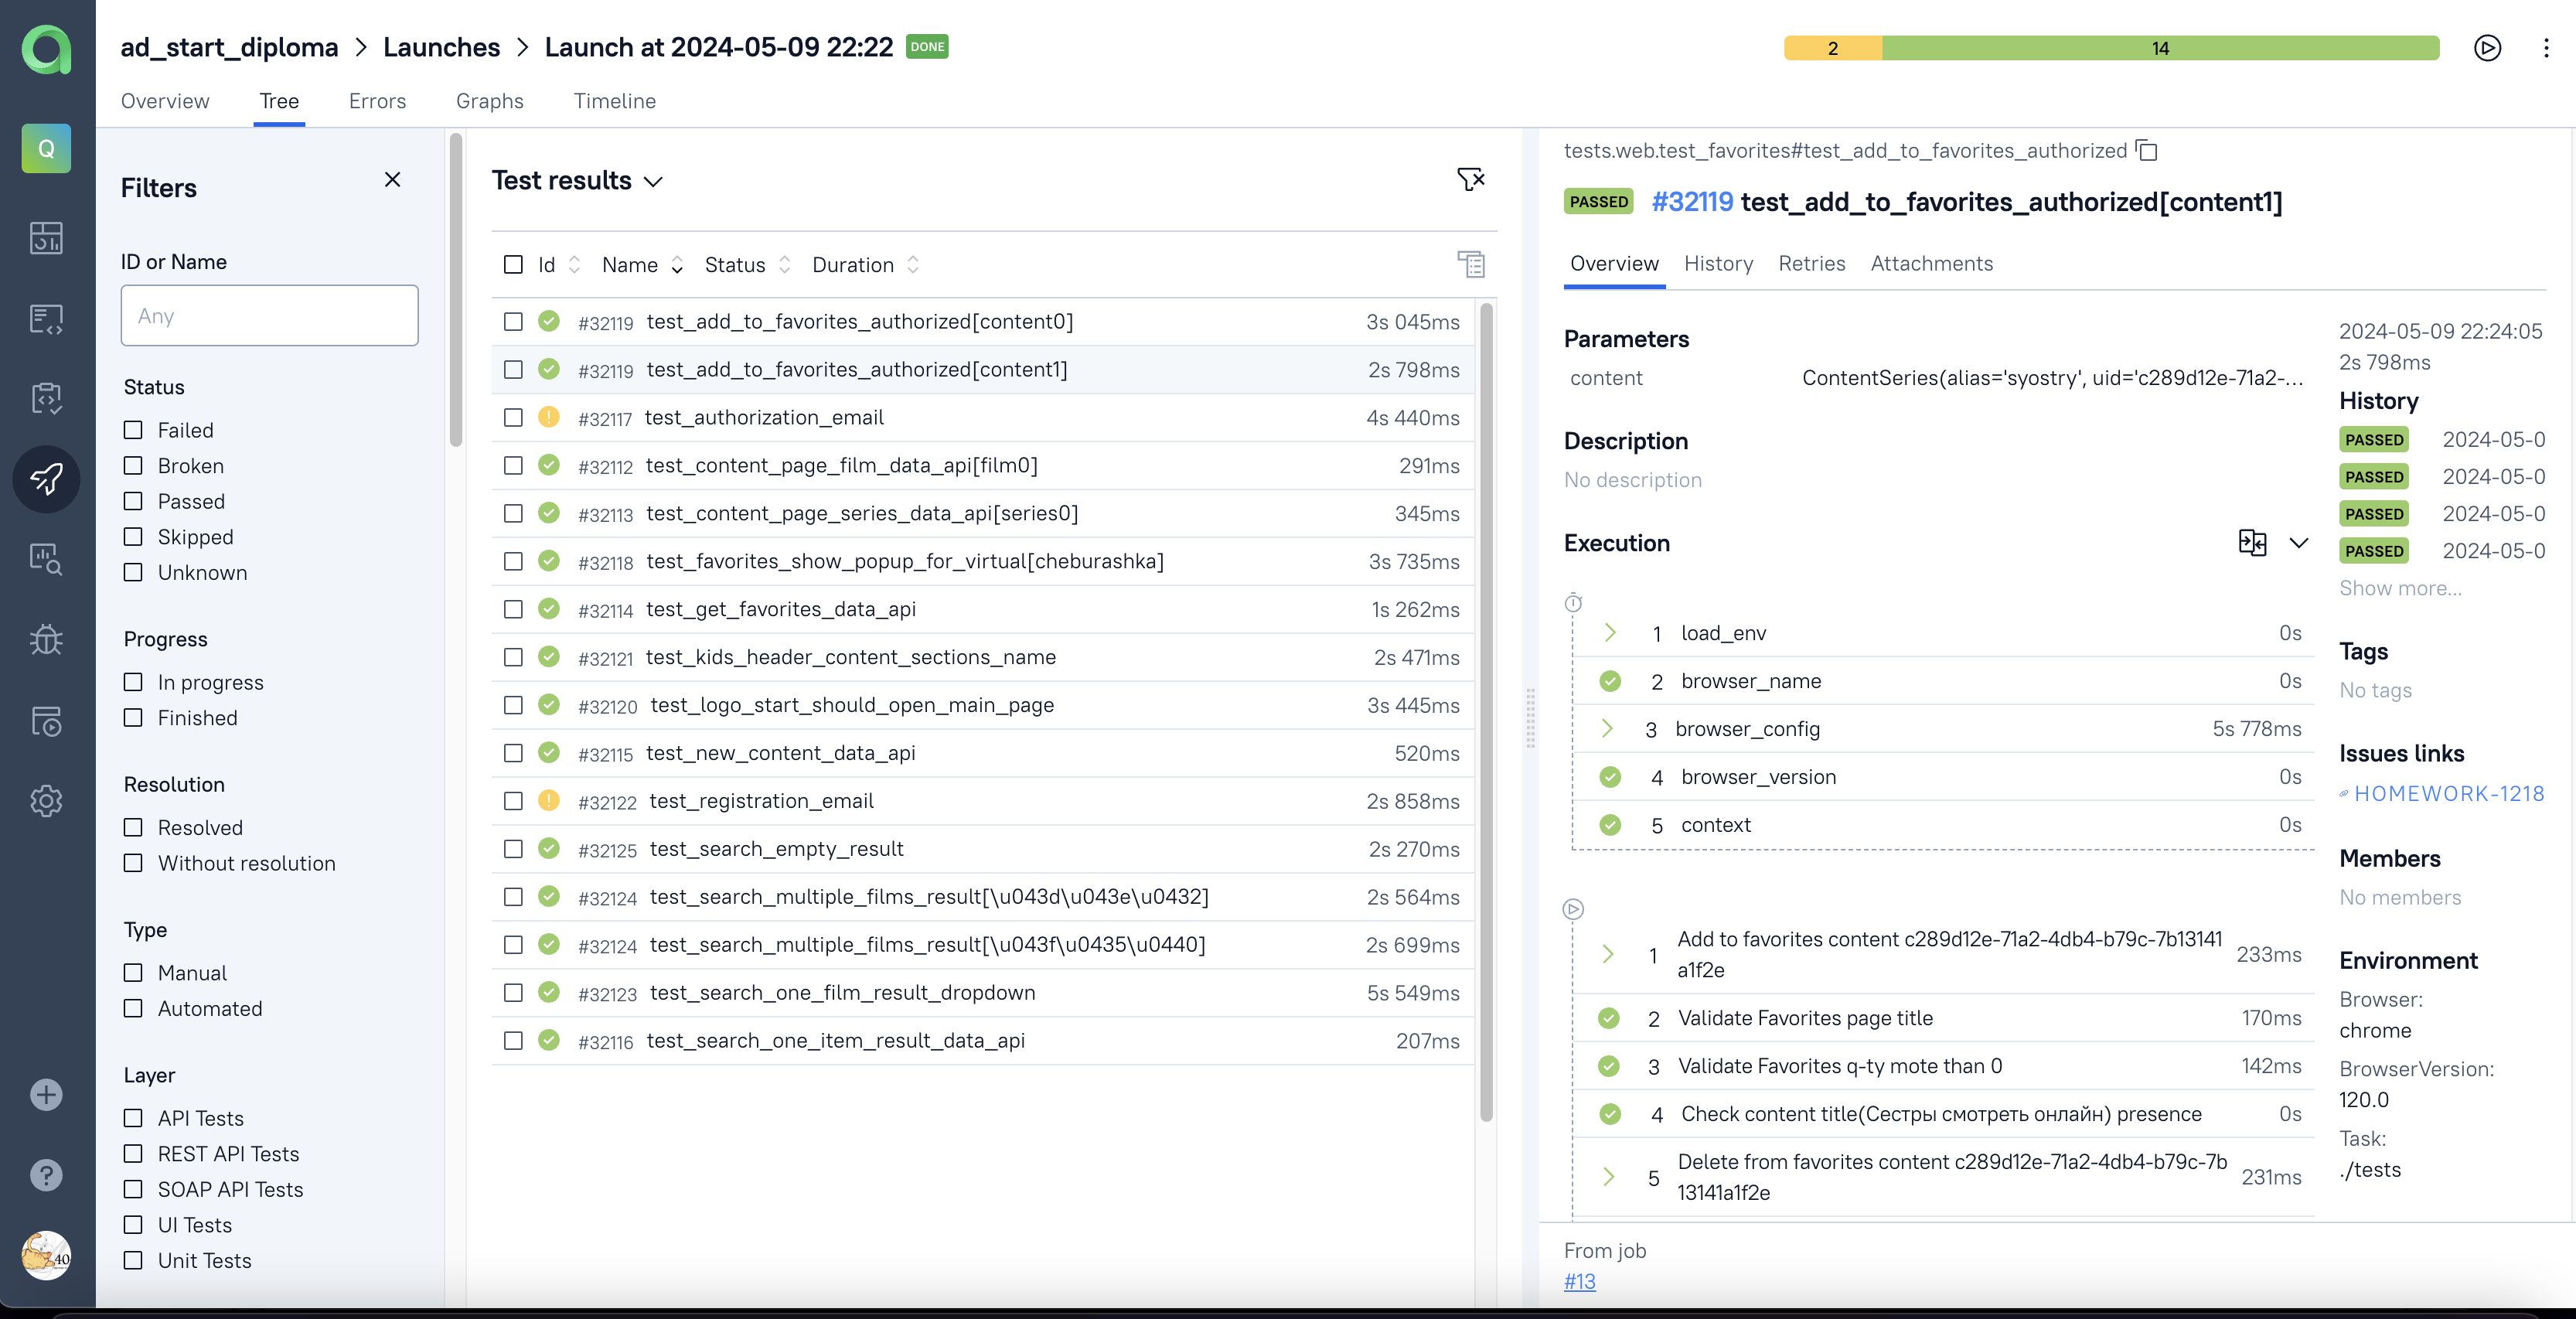 ad_start_diploma > Launches > Launch at 2024-05-09 22:22 DONE
2 14
Overview Tree Errors Graphs Timeline
Q
Filters
ID or Name
Any
Status
Failed
Broken
Passed
Skipped
Unknown
Progress
In progress
Finished
Resolution
Resolved
Without resolution
Type
Manual
Automated
Layer
API Tests
REST API Tests
SOAP API Tests
UI Tests
Unit Tests
40
Test results
Id Name Status Duration
#32119 test_add_to_favorites_authorized[content0] 3s 045ms
#32119 test_add_to_favorites_authorized[content1] 2s 798ms
#32117 test_authorization_email 4s 440ms
#32112 test_content_page_film_data_api[film0] 291ms
#32113 test_content_page_series_data_api[series0] 345ms
#32118 test_favorites_show_popup_for_virtual[cheburashka] 3s 735ms
#32114 test_get_favorites_data_api 1s 262ms
#32121 test_kids_header_content_sections_name 2s 471ms
#32120 test_logo_start_should_open_main_page 3s 445ms
#32115 test_new_content_data_api 520ms
#32122 test_registration_email 2s 858ms
#32125 test_search_empty_result 2s 270ms
#32124 test_search_multiple_films_result[\u043d\u043e\u0432] 2s 564ms
#32124 test_search_multiple_films_result[\u043f\u0435\u0440] 2s 699ms
#32123 test_search_one_film_result_dropdown 5s 549ms
#32116 test_search_one_item_result_data_api 207ms
tests.web.test_favorites#test_add_to_favorites_authorized
PASSED #32119 test_add_to_favorites_authorized[content1]
Overview History Retries Attachments
Parameters
content ContentSeries(alias='syostry', uid='c289d12e-71a2-...
Description
No description
Execution
1 load_env 0s
2 browser_name 0s
3 browser_config 5s 778ms
4 browser_version 0s
5 context 0s
1 Add to favorites content c289d12e-71a2-4db4-b79c-7b13141
a1f2e 233ms
2 Validate Favorites page title 170ms
3 Validate Favorites q-ty mote than 0 142ms
4 Check content title(Сестры смотреть онлайн) presence 0s
5 Delete from favorites content c289d12e-71a2-4db4-b79c-7b
13141a1f2e 231ms
From job
#13
2024-05-09 22:24:05
2s 798ms
History
PASSED 2024-05-0
PASSED 2024-05-0
PASSED 2024-05-0
PASSED 2024-05-0
Show more...
Tags
No tags
Issues links
HOMEWORK-1218
Members
No members
Environment
Browser:
chrome
BrowserVersion:
120.0
Task:
./tests